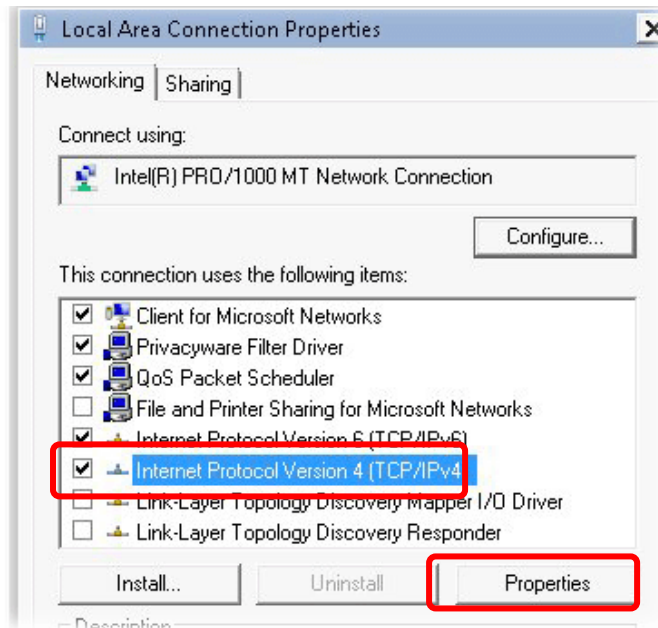 Local Area Connection Properties
Networking
Sharing
Connect using:
Intel(R) PRO/1000 MT Network Connection
Configure...
This connection uses the following items:
Client for Microsoft Networks
Privacyware Filter Driver
QoS Packet Scheduler
File and Printer Sharing for Microsoft Networks
Internet Protocol Version 6 (TCP/IPv6)
Internet Protocol Version 4 (TCP/IPv4
Link-Layer Topology Discovery Mapper I/O Driver
Link-Layer Topology Discovery Responder
Install... Uninstall Properties
Description